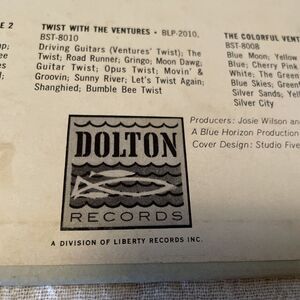 E 2
TWIST WITH THE VENTURES • BLP-2010,
BST-8010
Driving Guitars (Ventures' Twist); The
Twist; Road Runner; Gringo; Moon Dawg;
Guitar Twist; Opus Twist; Movin' &
Groovin; Sunny River; Let's Twist Again;
Shanghied; Bumble Bee Twist
THE COLORFUL VENT
BST-8008
Blue Moon; Yellow
Blue; Cherry Pink
White; The Green
Blue Skies; Green
Silver Sands; Yel
Silver City
Producers: Josie Wilson and
A Blue Horizon Production
Cover Design: Studio Five
DOLTON
RECORDS
A DIVISION OF LIBERTY RECORDS INC.